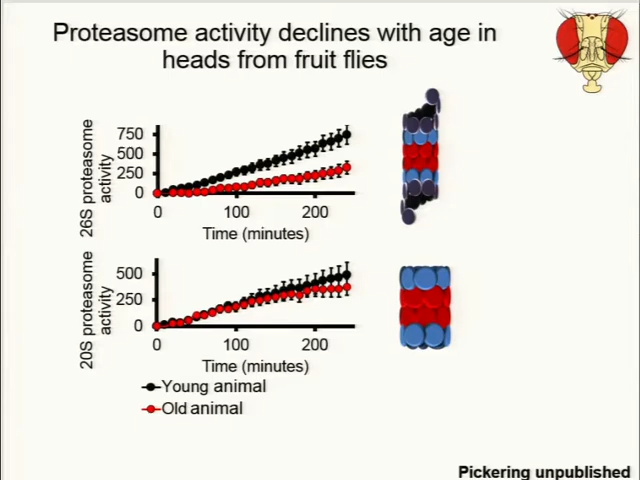 Proteasome activity declines with age in
heads from fruit flies
26S proteasome
activity
750
500
250
0
0 100 200
Time (minutes)
20S proteasome
activity
500
250
0
0 100 200
Time (minutes)
Young animal
Old animal
Pickering unpublished